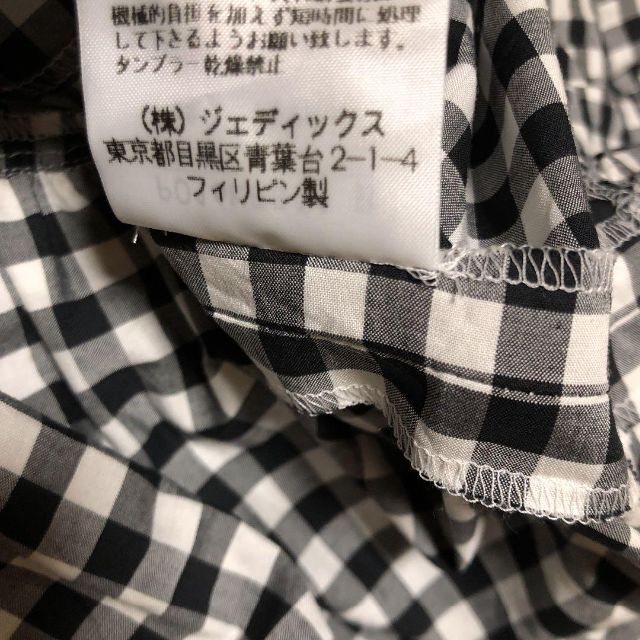 機械的負担を加えず短時間に処理
して下さるようお願い致します。
タンブラー乾燥禁止
(株)ジェディックス
東京都目黒区青葉台2-1-4
フィリピン製